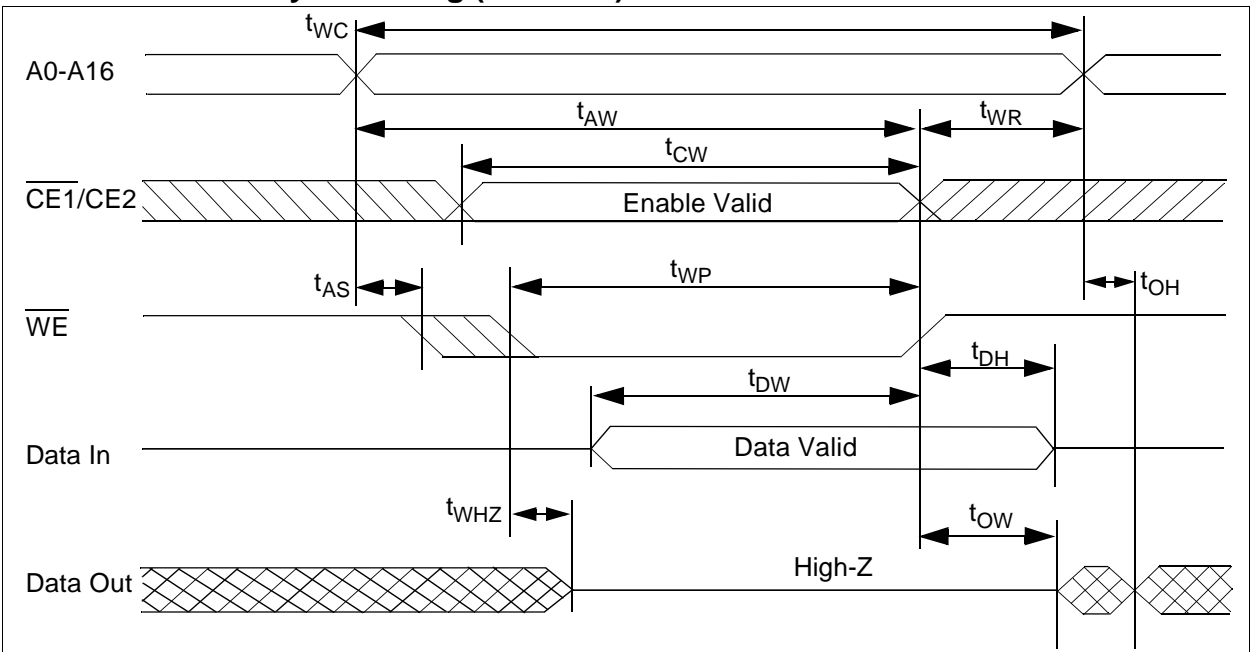 tWC
A0-A16
tAW
tWR
tCW
CE1/CE2
Enable Valid
tWP
tAS
tOH
WE
tDH
tDW
Data In
Data Valid
tWHZ
tOW
Data Out
High-Z